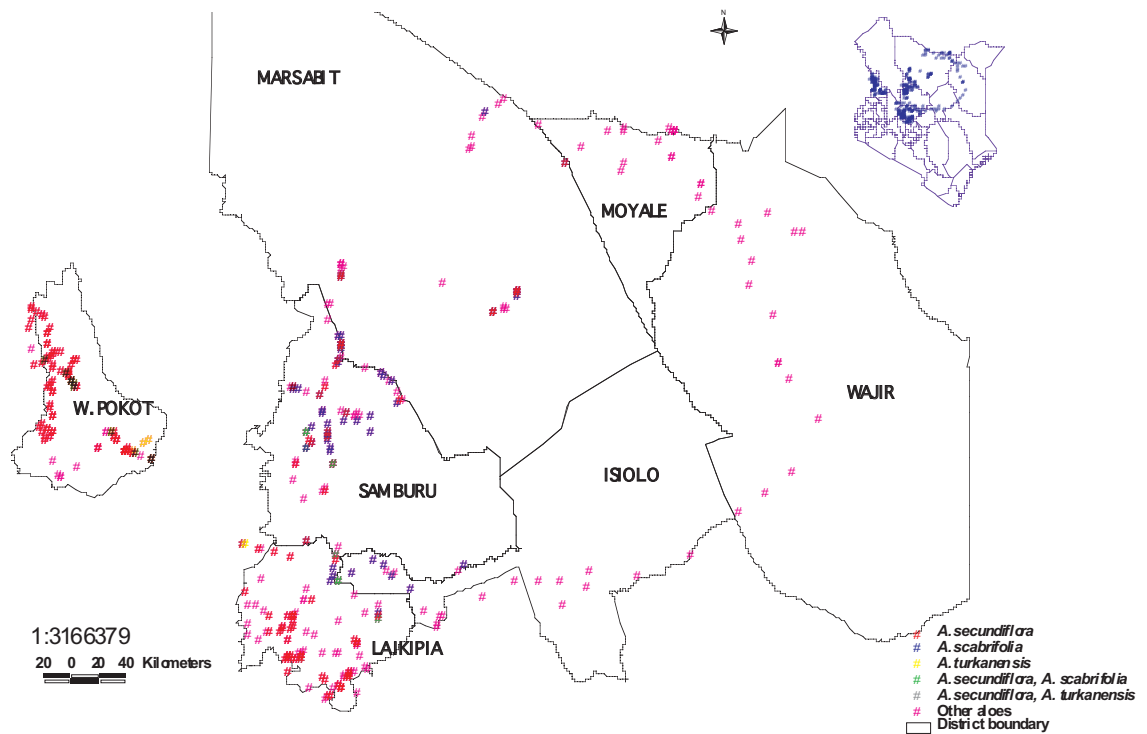 N
MARSABIT
MOYALE
W. POKOT
WAJIR
ISIOLO
SAMBURU
LAIKIPIA
1:3166379
20 0 20 40 Kilometers
A. secundiflora
A. scabrifolia
A. turkanensis
A. secundiflora, A. scabrifolia
A. secundiflora, A. turkanensis
Other aloes
District boundary